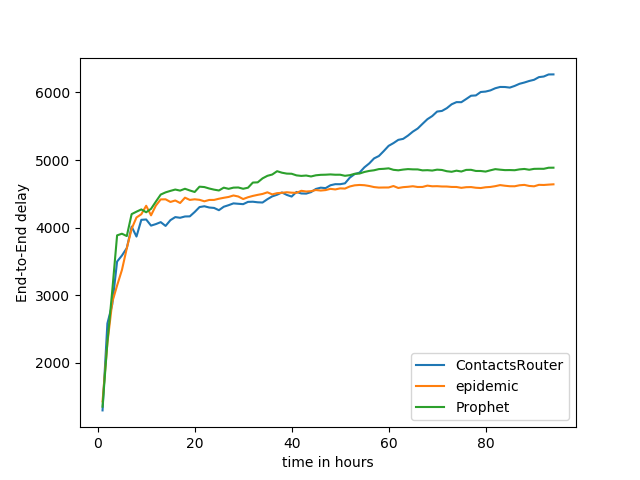 6000
5000
4000
3000
2000
End-to-End delay
0
20
40
60
80
time in hours
ContactsRouter
epidemic
Prophet